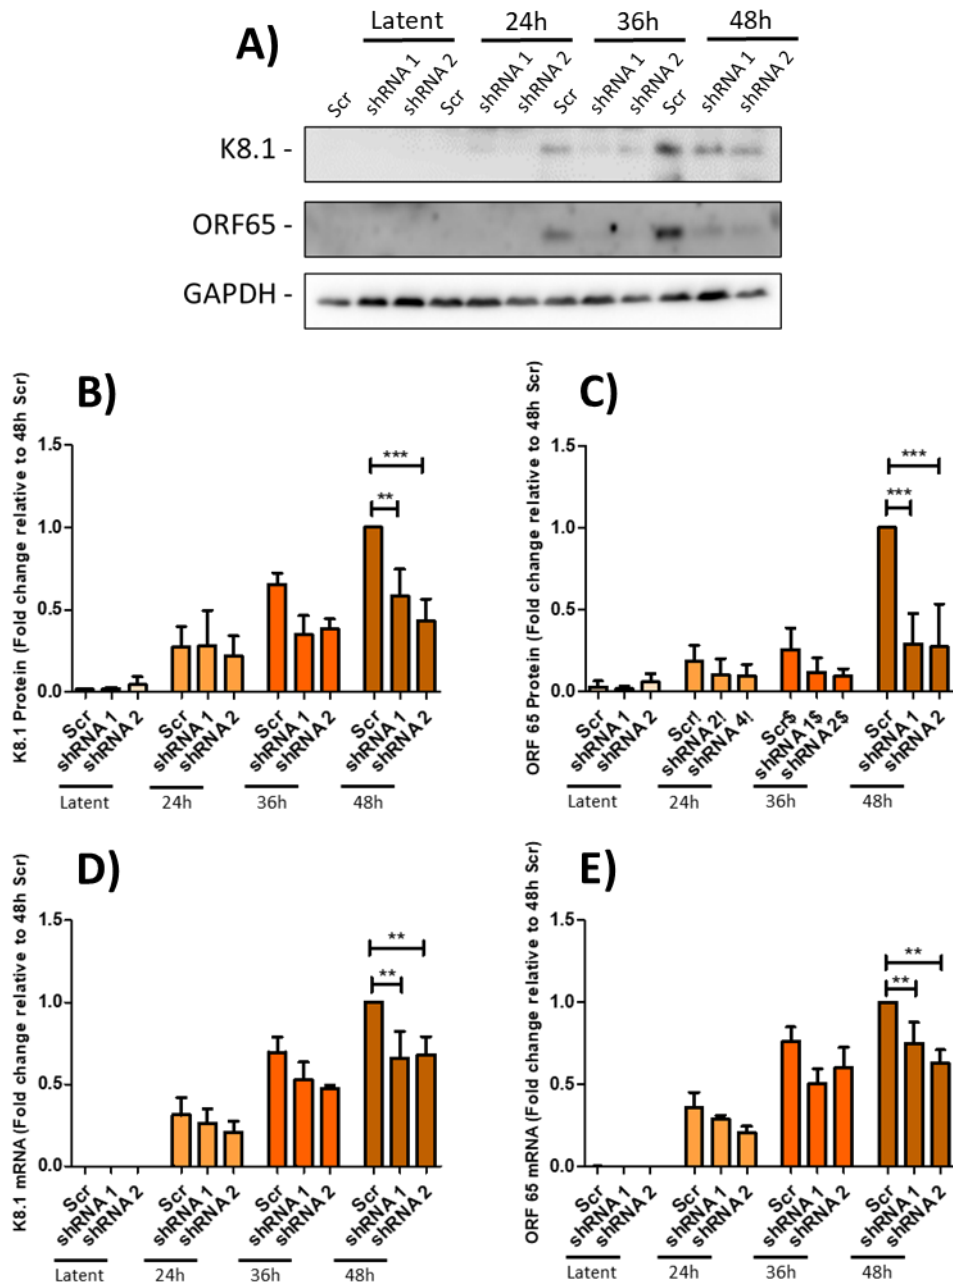 A)
Latent 24h 36h 48h
Scr shRNA 1 shRNA 2 Scr shRNA 1 shRNA 2 Scr shRNA 1 shRNA 2 Scr shRNA 1 shRNA 2
K8.1 -
ORF65 -
GAPDH -
B)
K8.1 Protein (Fold change relative to 48h Scr)
1.5
1.0
0.5
0.0
***
**
Scr shRNA 1 shRNA 2 Scr shRNA 1 shRNA 2 Scr shRNA 1 shRNA 2 Scr shRNA 1 shRNA 2
Latent 24h 36h 48h
C)
ORF 65 Protein (Fold change relative to 48h Scr)
1.5
1.0
0.5
0.0
***
***
Scr shRNA 1 shRNA 2 Scr! shRNA 2! shRNA 4! Scr$ shRNA 1$ shRNA 2$ Scr shRNA 1 shRNA 2
Latent 24h 36h 48h
D)
K8.1 mRNA (Fold change relative to 48h Scr)
1.5
1.0
0.5
0.0
**
**
Scr shRNA 1 shRNA 2 Scr shRNA 1 shRNA 2 Scr shRNA 1 shRNA 2 Scr shRNA 1 shRNA 2
Latent 24h 36h 48h
E)
ORF 65 mRNA (Fold change relative to 48h Scr)
1.5
1.0
0.5
0.0
**
**
Scr shRNA 1 shRNA 2 Scr shRNA 1 shRNA 2 Scr shRNA 1 shRNA 2 Scr shRNA 1 shRNA 2
Latent 24h 36h 48h